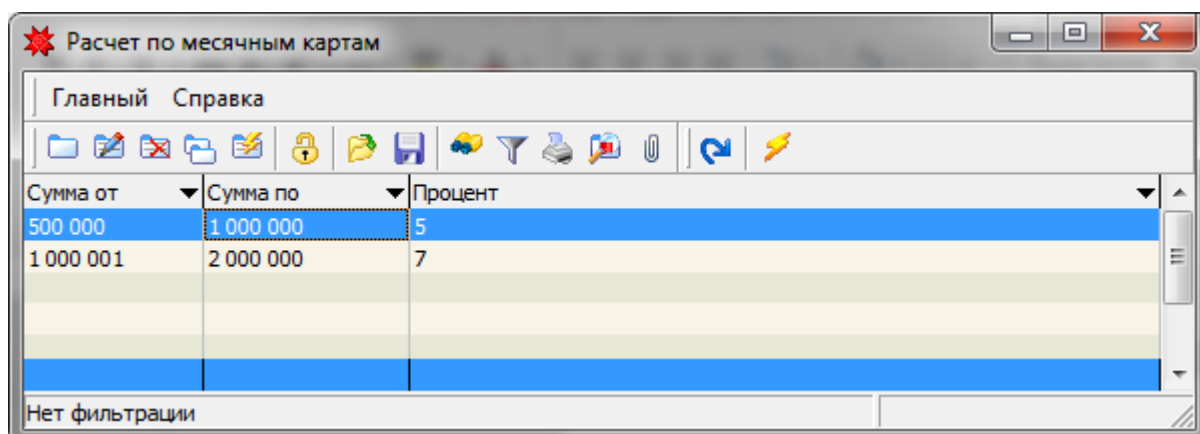 Расчет по месячным картам
Главный Справка
Сумма от Сумма по Процент
500 000 1 000 000 5
1 000 001 2 000 000 7
Нет фильтрации